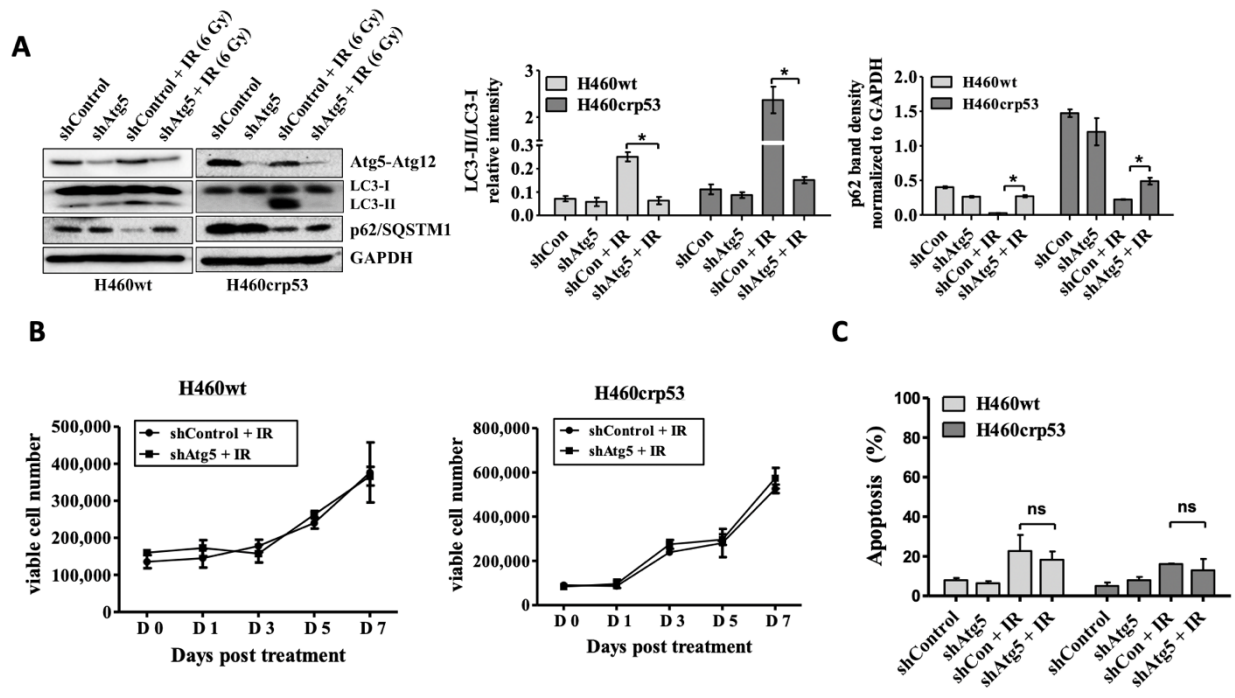 A
shControl
shAtg5
shControl + IR (6 Gy)
shAtg5 + IR (6 Gy)
shControl
shAtg5
shControl + IR (6 Gy)
shAtg5 + IR (6 Gy)
Atg5-Atg12
LC3-I
LC3-II
p62/SQSTM1
GAPDH
H460wt
H460crp53
LC3-II/LC3-I
relative intensity
3
2
0.3
0.2
0.1
0.0
H460wt
H460crp53
*
*
shCon
shAtg5
shCon + IR
shAtg5 + IR
shCon
shAtg5
shCon + IR
shAtg5 + IR
p62 band density
normalized to GAPDH
2.0
1.5
1.0
0.5
0.0
H460wt
H460crp53
*
*
shCon
shAtg5
shCon + IR
shAtg5 + IR
shCon
shAtg5
shCon + IR
shAtg5 + IR
B
H460wt
viable cell number
500,000
400,000
300,000
200,000
100,000
0
shControl + IR
shAtg5 + IR
D 0 D 1 D 3 D 5 D 7
Days post treatment
H460crp53
viable cell number
800,000
600,000
400,000
200,000
0
shControl + IR
shAtg5 + IR
D 0 D 1 D 3 D 5 D 7
Days post treatment
C
Apoptosis (%)
100
80
60
40
20
0
H460wt
H460crp53
ns
ns
shControl
shAtg5
shCon + IR
shAtg5 + IR
shControl
shAtg5
shCon + IR
shAtg5 + IR